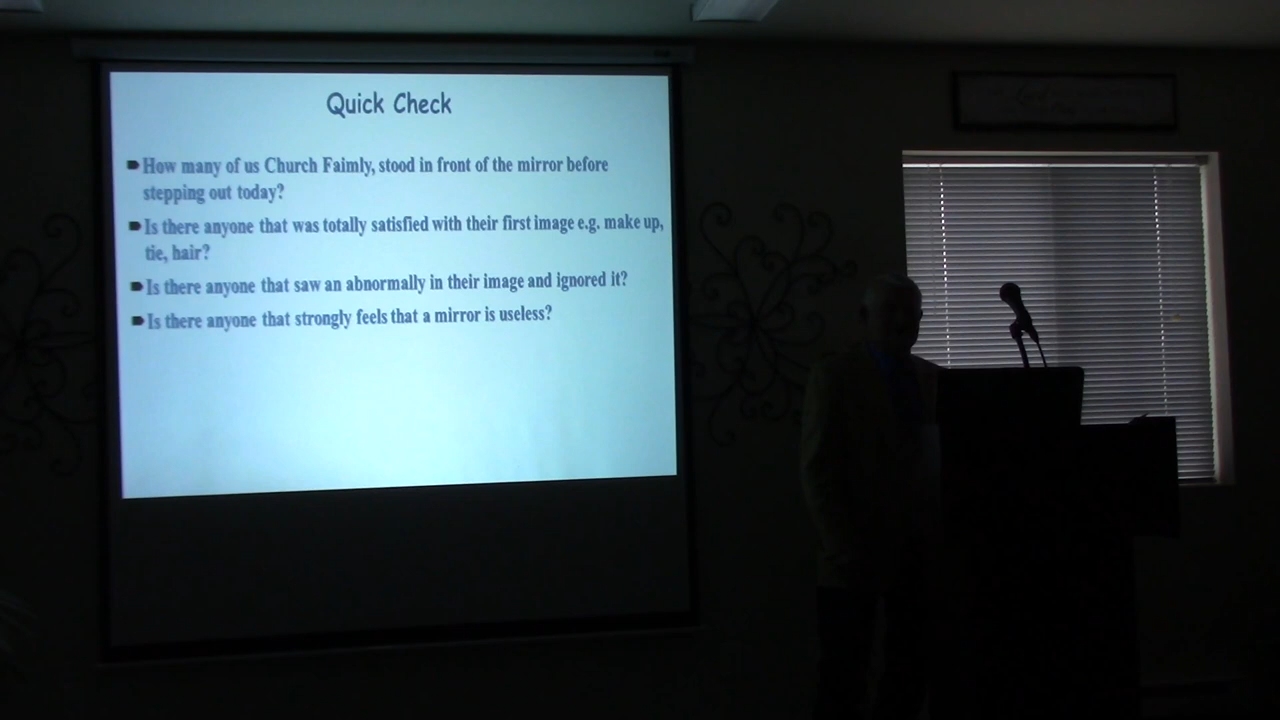 Quick Check
How many of us Church Faimly, stood in front of the mirror before
stepping out today?
Is there anyone that was totally satisfied with their first image e.g. make up,
tie, hair?
Is there anyone that saw an abnormally in their image and ignored it?
Is there anyone that strongly feels that a mirror is useless?
Lord